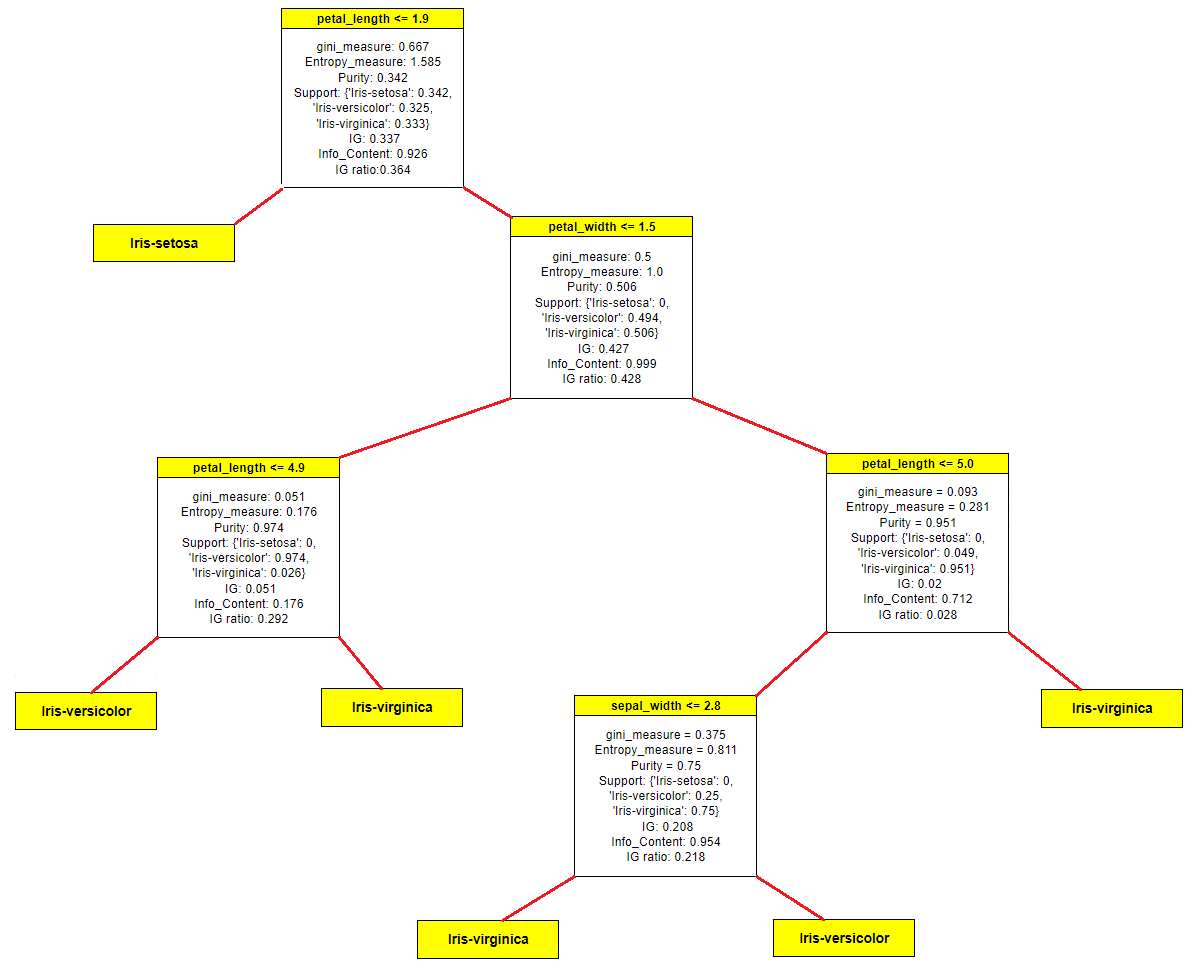 petal_length <= 1.9
gini_measure: 0.667
Entropy_measure: 1.585
Purity: 0.342
Support: {'Iris-setosa': 0.342,
'Iris-versicolor': 0.325,
'Iris-virginica': 0.333}
IG: 0.337
Info_Content: 0.926
IG ratio:0.364
Iris-setosa
petal_width <= 1.5
gini_measure: 0.5
Entropy_measure: 1.0
Purity: 0.506
Support: {'Iris-setosa': 0,
'Iris-versicolor': 0.494,
'Iris-virginica': 0.506}
IG: 0.427
Info_Content: 0.999
IG ratio: 0.428
petal_length <= 4.9
gini_measure: 0.051
Entropy_measure: 0.176
Purity: 0.974
Support: {'Iris-setosa': 0,
'Iris-versicolor': 0.974,
'Iris-virginica': 0.026}
IG: 0.051
Info_Content: 0.176
IG ratio: 0.292
petal_length <= 5.0
gini_measure = 0.093
Entropy_measure = 0.281
Purity = 0.951
Support: {'Iris-setosa': 0,
'Iris-versicolor': 0.049,
'Iris-virginica': 0.951}
IG: 0.02
Info_Content: 0.712
IG ratio: 0.028
Iris-versicolor
Iris-virginica
sepal_width <= 2.8
gini_measure = 0.375
Entropy_measure = 0.811
Purity = 0.75
Support: {'Iris-setosa': 0,
'Iris-versicolor': 0.25,
'Iris-virginica': 0.75}
IG: 0.208
Info_Content: 0.954
IG ratio: 0.218
Iris-virginica
Iris-virginica
Iris-versicolor